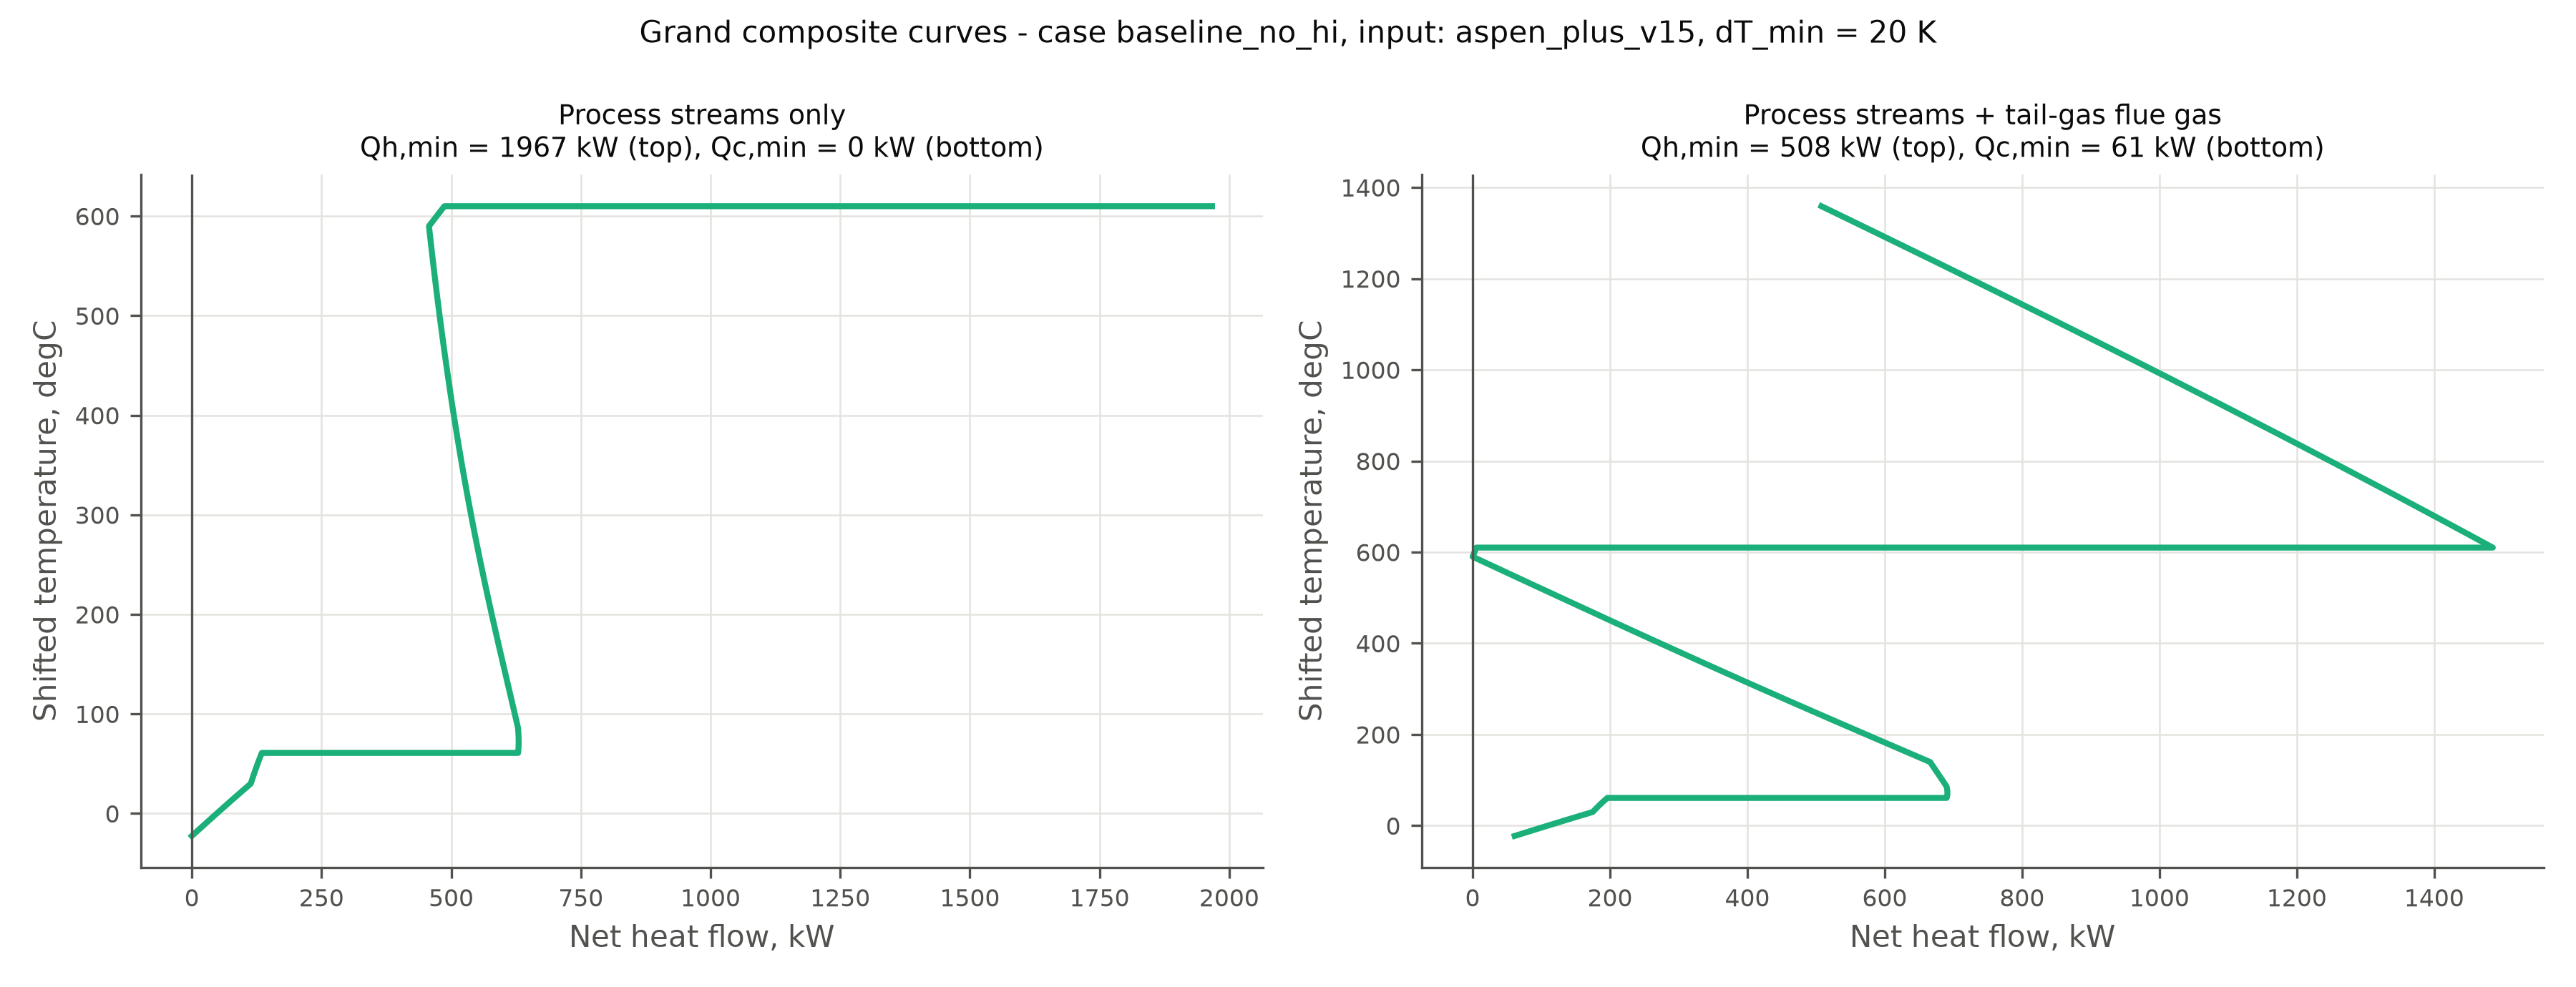 Grand composite curves - case baseline_no_hi, input: aspen_plus_v15, dT_min = 20 K
Process streams only
Qh,min = 1967 kW (top), Qc,min = 0 kW (bottom)
Shifted temperature, degC
600
500
400
300
200
100
0
0 250 500 750 1000 1250 1500 1750 2000
Net heat flow, kW
Process streams + tail-gas flue gas
Qh,min = 508 kW (top), Qc,min = 61 kW (bottom)
Shifted temperature, degC
1400
1200
1000
800
600
400
200
0
0 200 400 600 800 1000 1200 1400
Net heat flow, kW